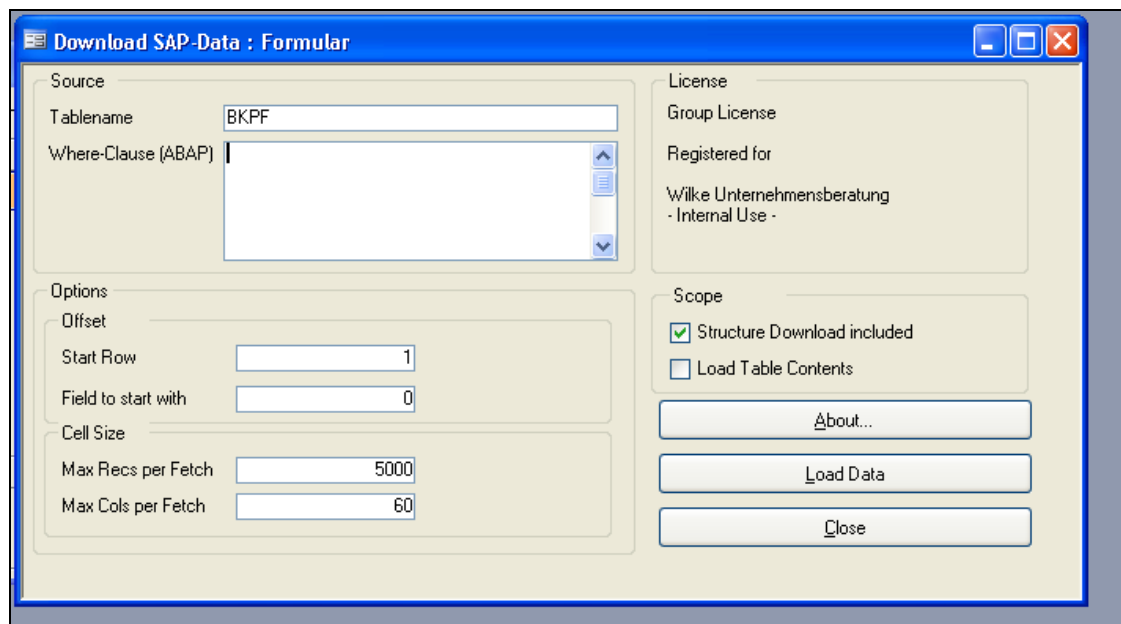 Download SAP-Data : Formular
Source
Tablename BKPF
Where-Clause (ABAP)
Options
Offset
Start Row 1
Field to start with 0
Cell Size
Max Recs per Fetch 5000
Max Cols per Fetch 60
License
Group License
Registered for
Wilke Unternehmensberatung
- Internal Use -
Scope
Structure Download included
Load Table Contents
About...
Load Data
Close